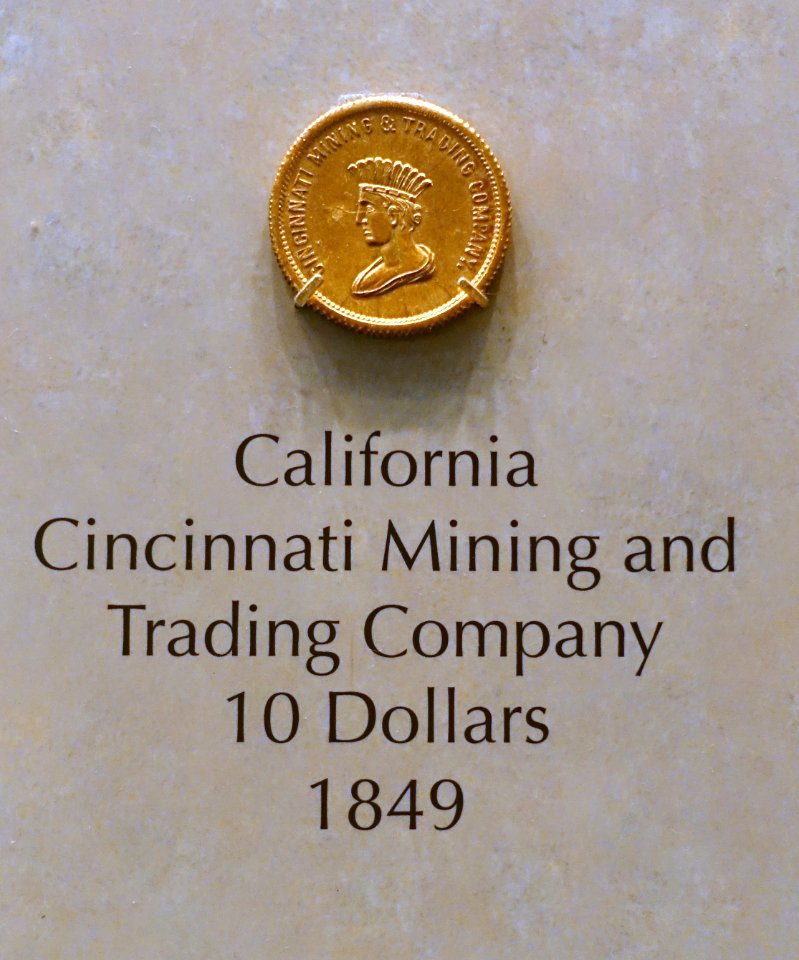 CINCINNATI MINING & TRADING COMPANY.
California
Cincinnati Mining and
Trading Company
10 Dollars
1849